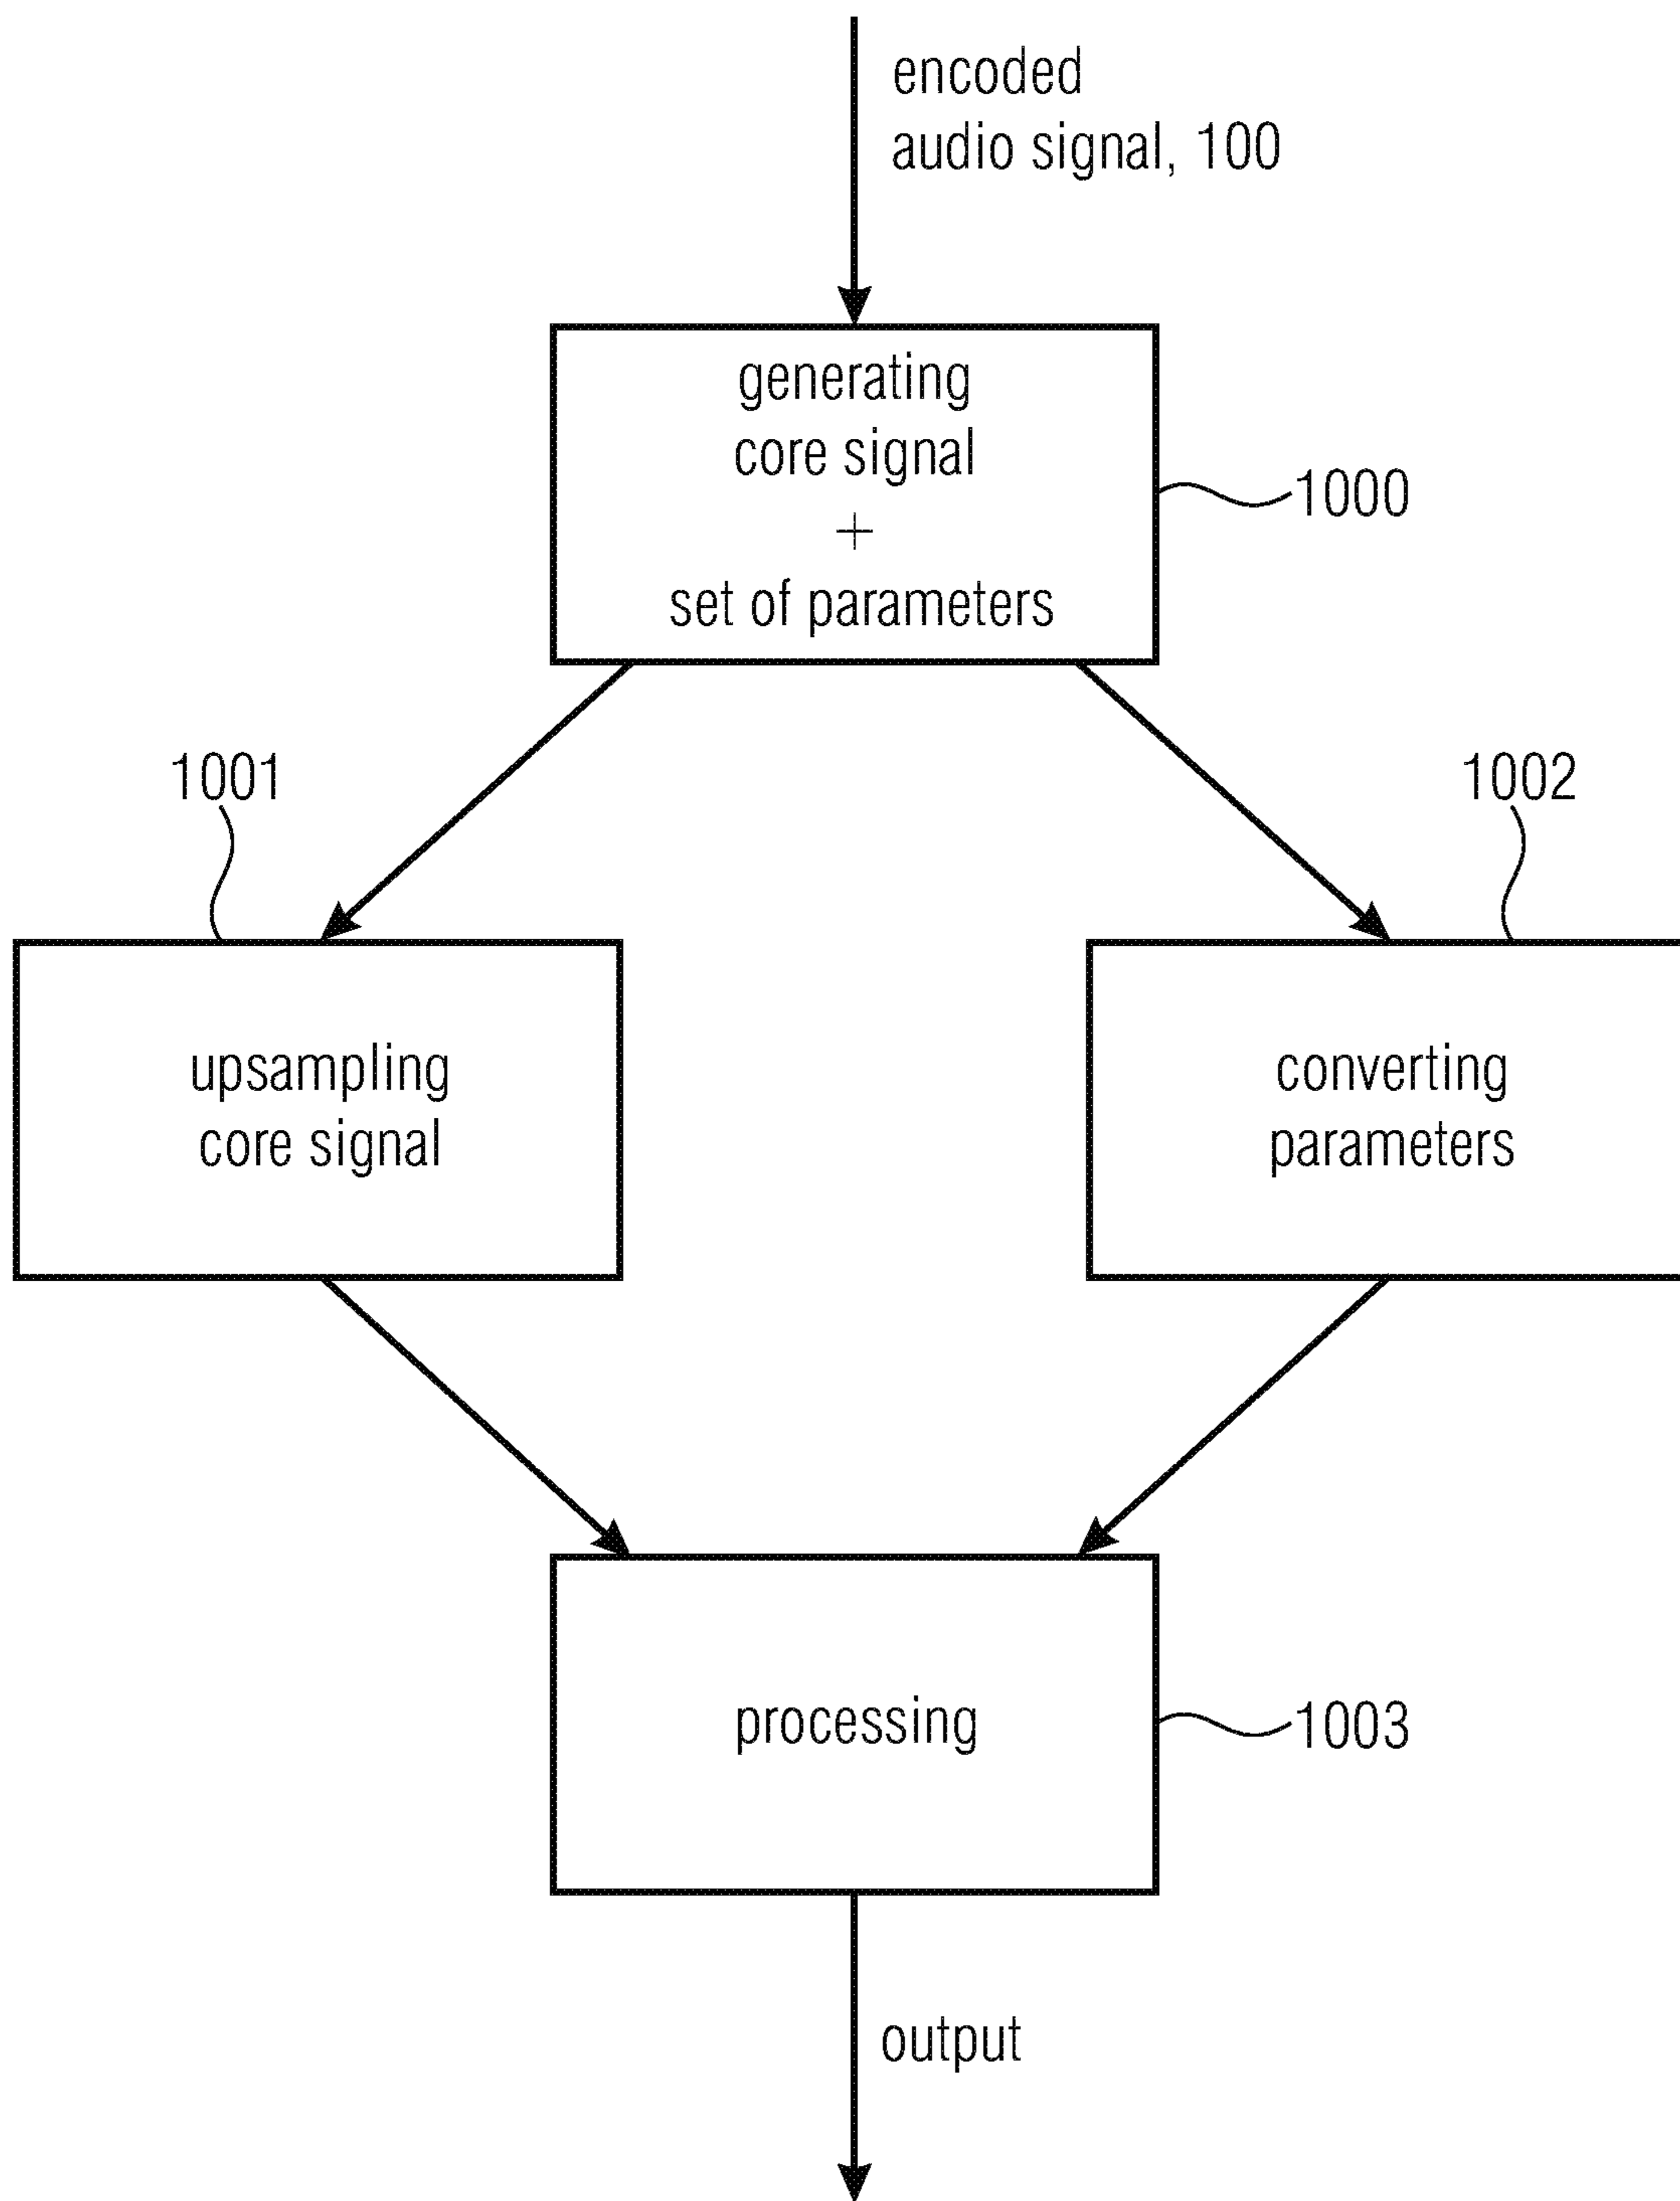 encoded
audio signal, 100
generating
core signal
+
set of parameters
1000
1001
1002
upsampling
core signal
converting
parameters
processing
1003
output